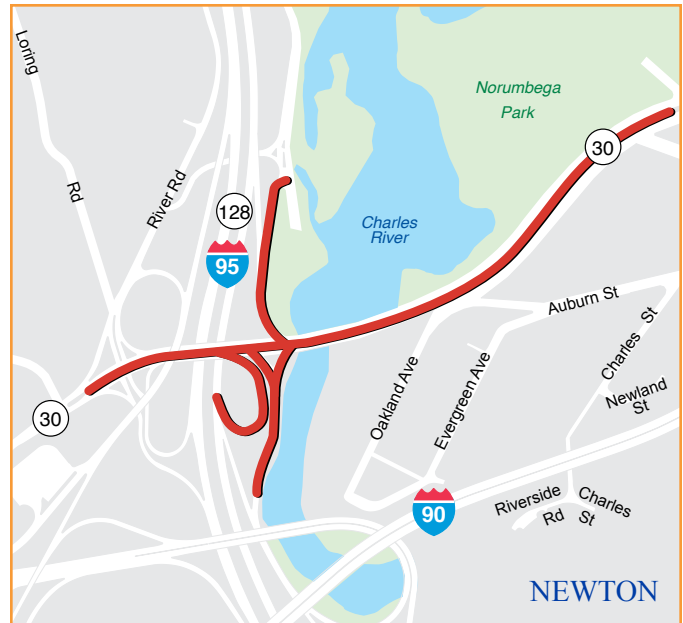 Loring
Rd
River Rd
Norumbega
Park
30
128
95
Charles
River
Auburn St
Charles St
Newland
St
Oakland Ave
Evergreen Ave
30
90
Riverside
Rd
Charles
St
NEWTON